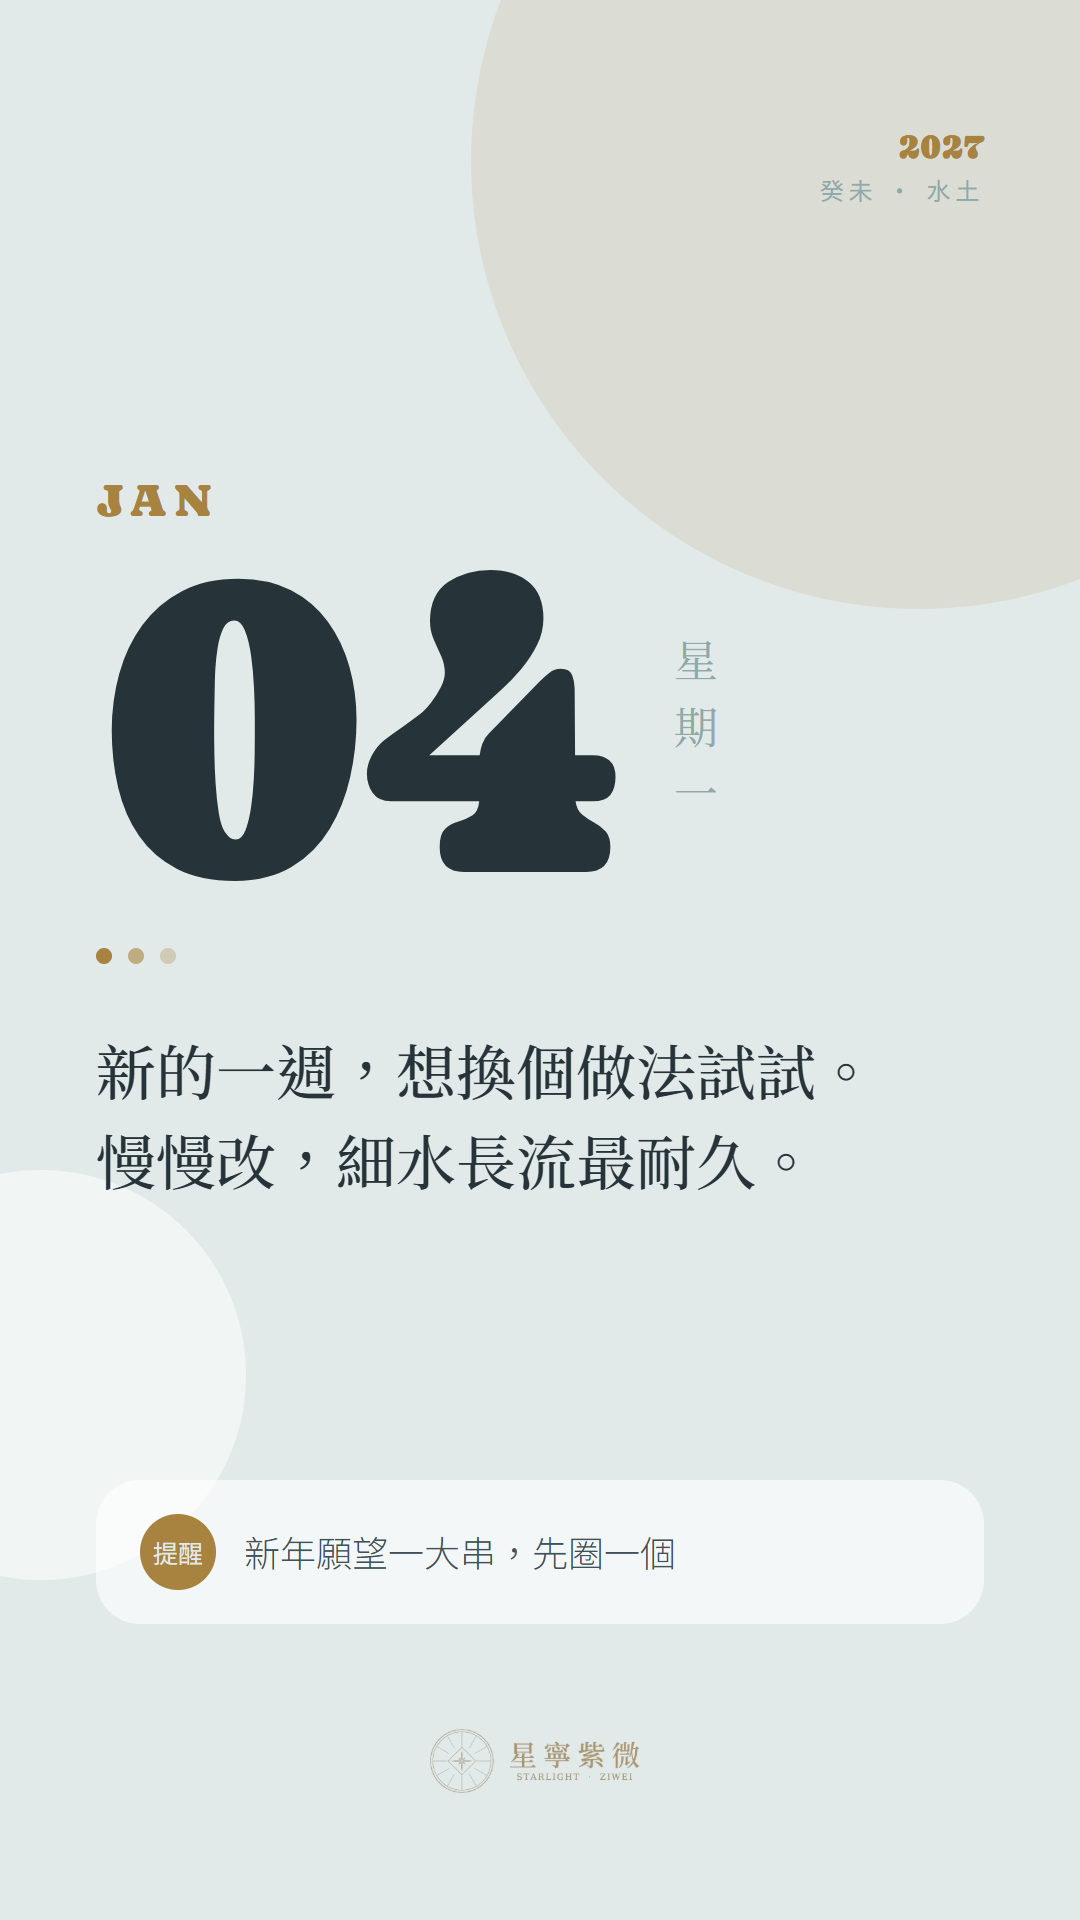 2027
癸未 · 水土
JAN
04
星期一
新的一週，想換個做法試試。
慢慢改，細水長流最耐久。
提醒 新年願望一大串，先圈一個
星寧紫微
STARLIGHT · ZIWEI